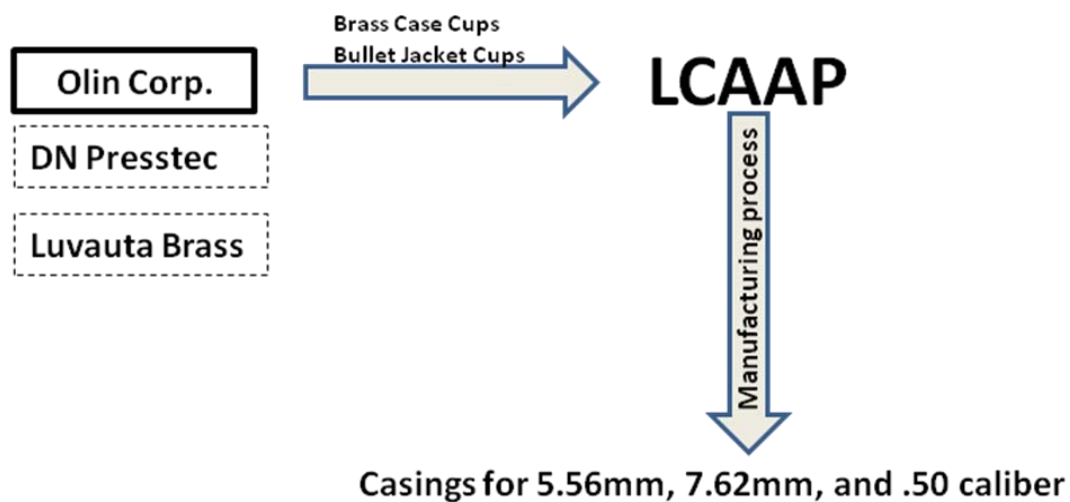 Brass Case Cups
Bullet Jacket Cups
Olin Corp.
LCAAP
DN Presstec
Luvauta Brass
Manufacturing process
Casings for 5.56mm, 7.62mm, and .50 caliber